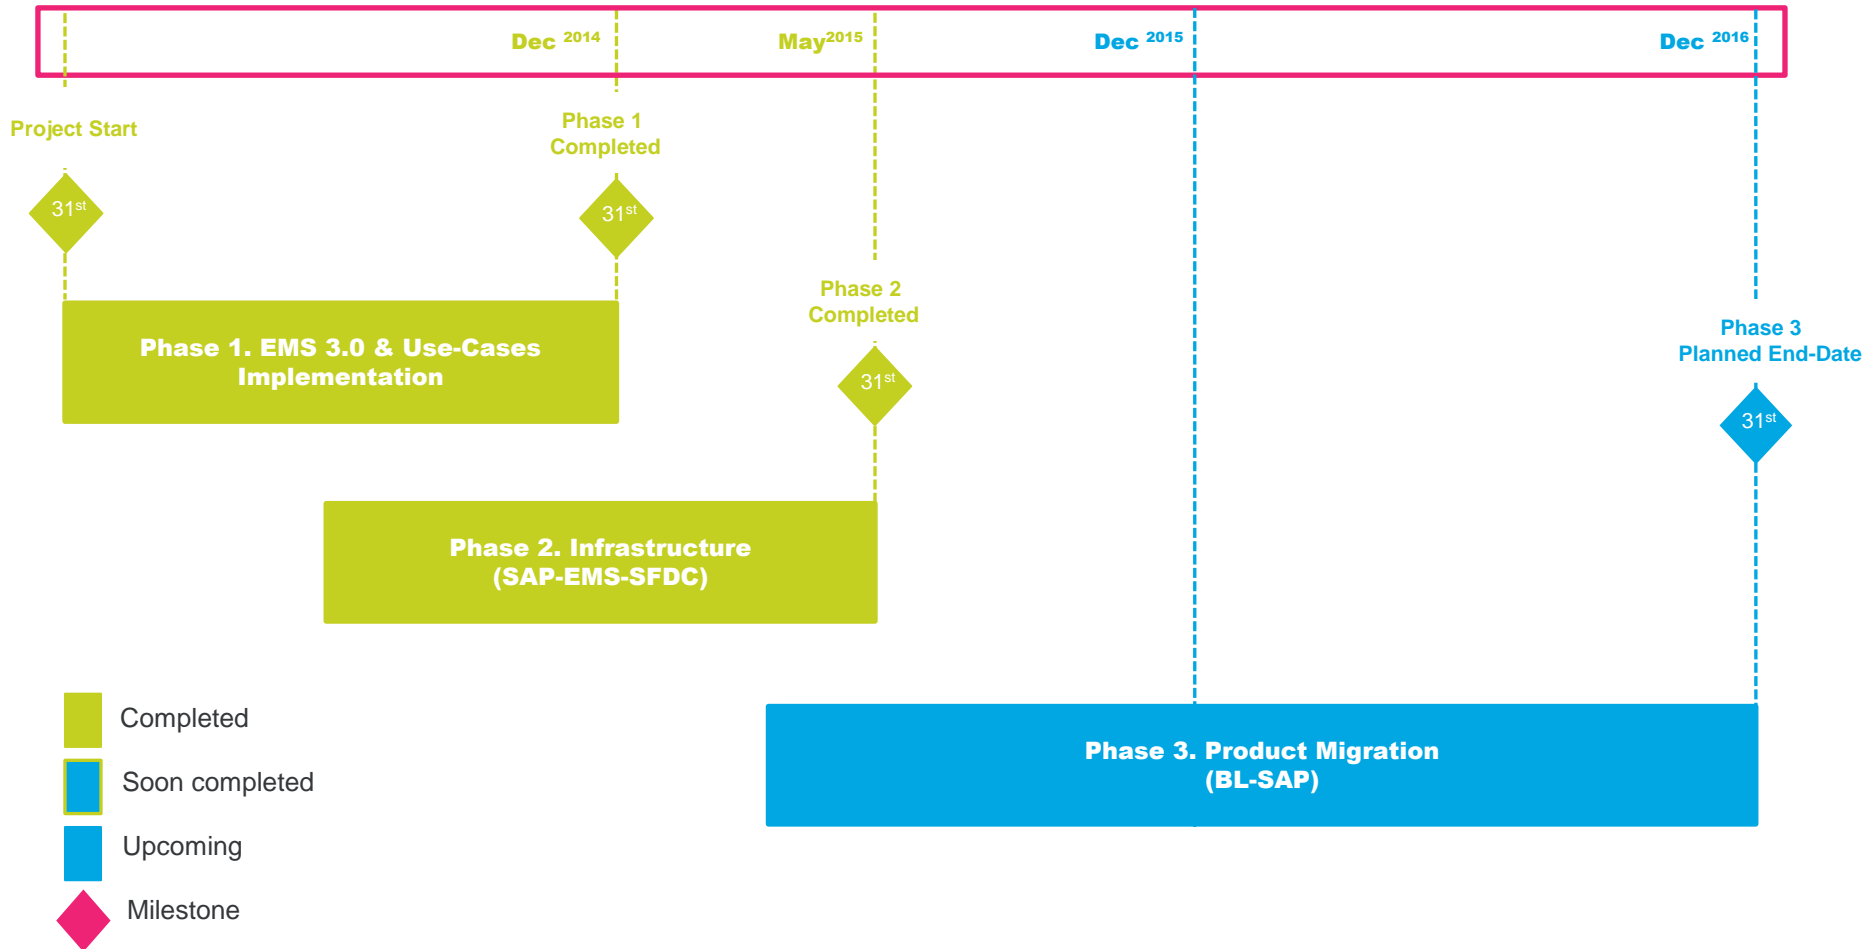 Dec 2014
May2015
Dec 2015
Dec 2016
Project Start
Phase 1
Completed
31st
31st
Phase 2
Completed
Phase 1. EMS 3.0 & Use-Cases
Implementation
31st
Phase 3
Planned End-Date
31st
Phase 2. Infrastructure
(SAP-EMS-SFDC)
Phase 3. Product Migration
(BL-SAP)
Completed
Soon completed
Upcoming
Milestone